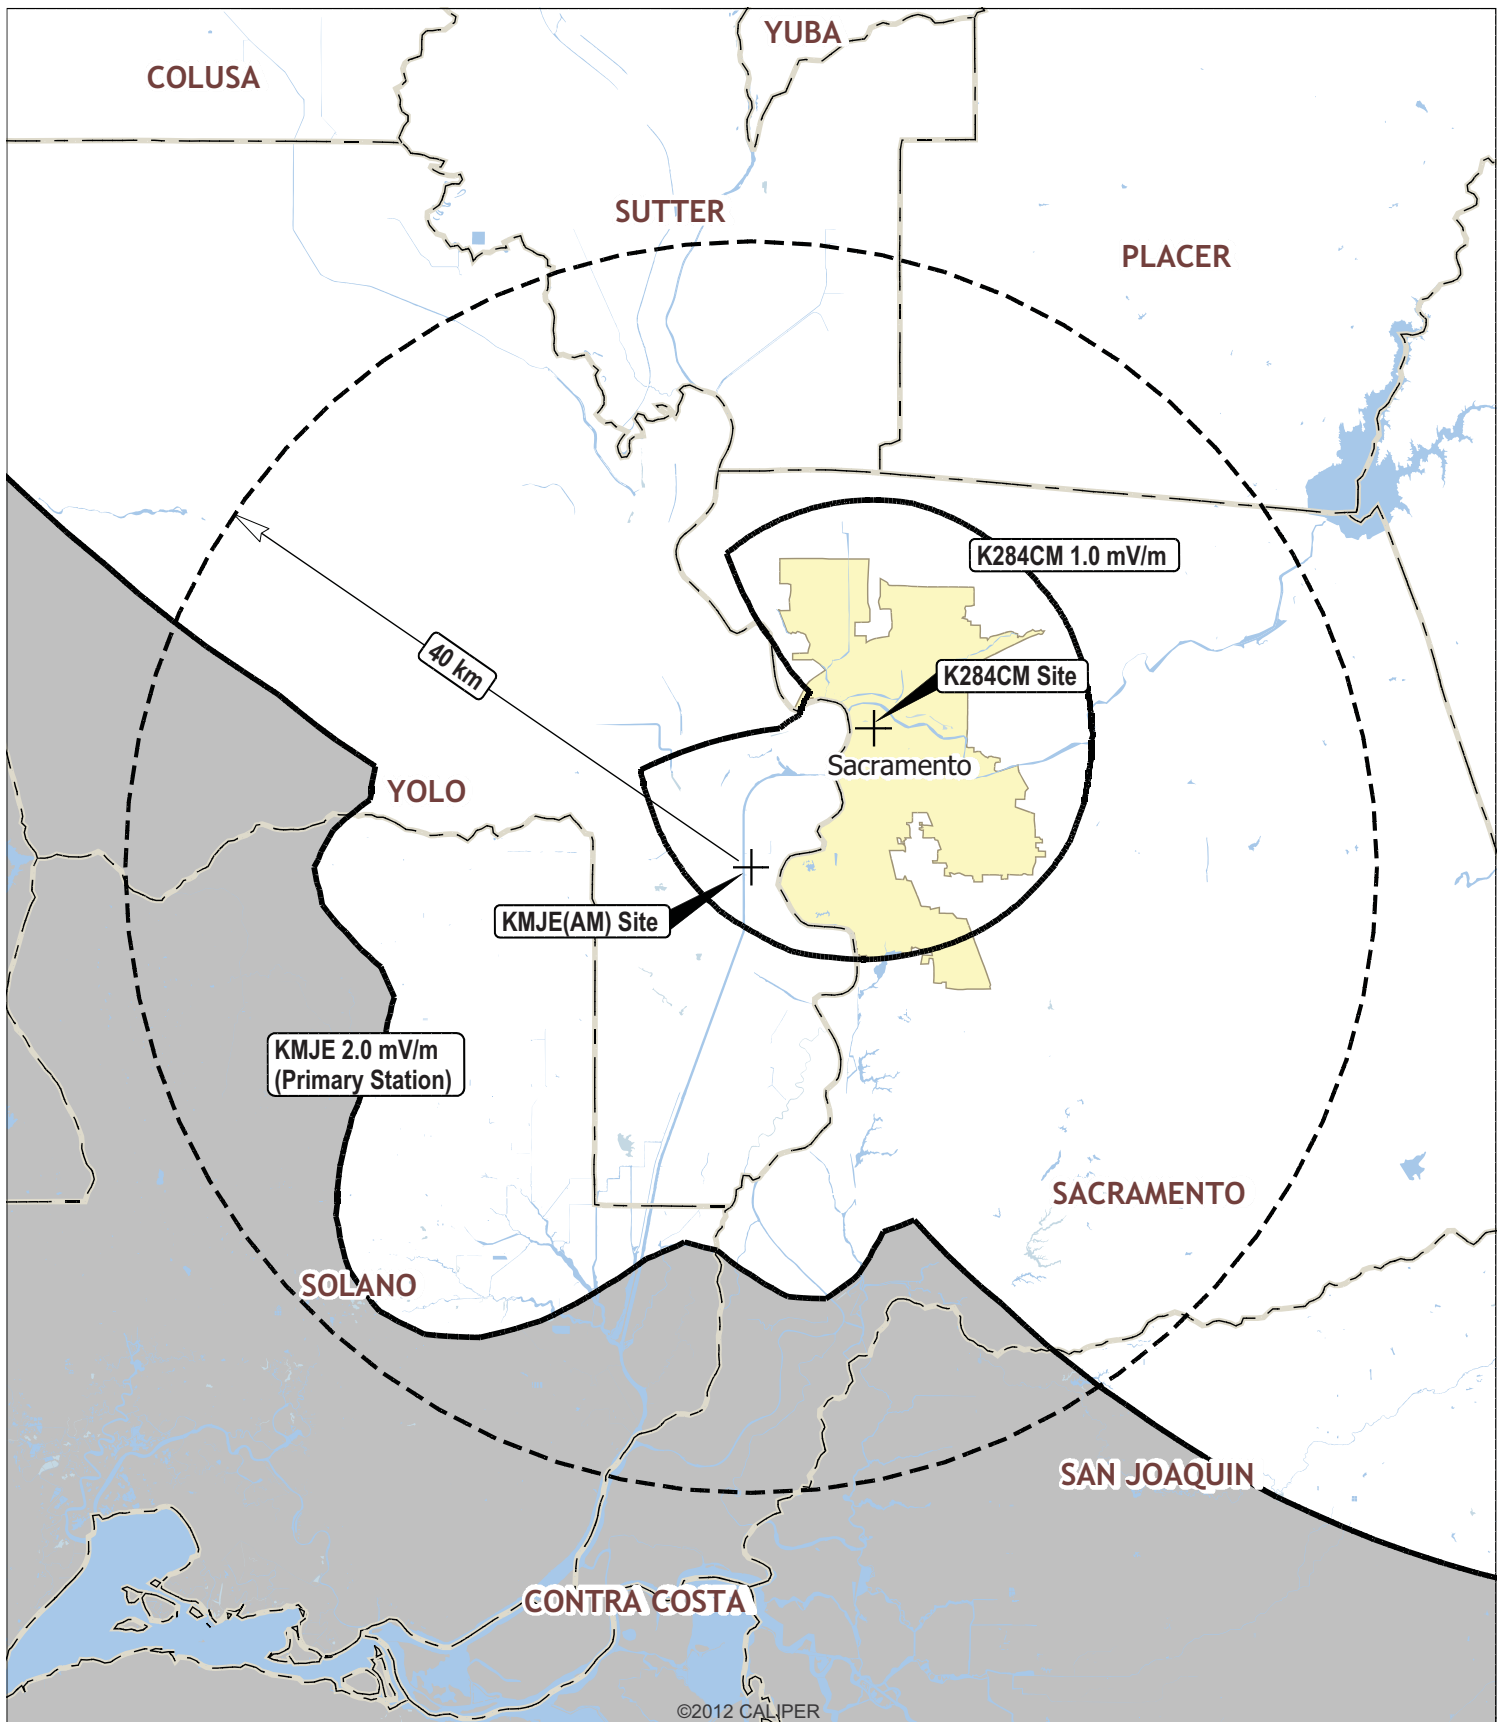 YUBA
COLUSA
SUTTER
PLACER
K284CM 1.0 mV/m
40 km
K284CM Site
Sacramento
YOLO
KMJE(AM) Site
KMJE 2.0 mV/m
(Primary Station)
SACRAMENTO
SOLANO
SAN JOAQUIN
CONTRA COSTA
©2012 CALIPER